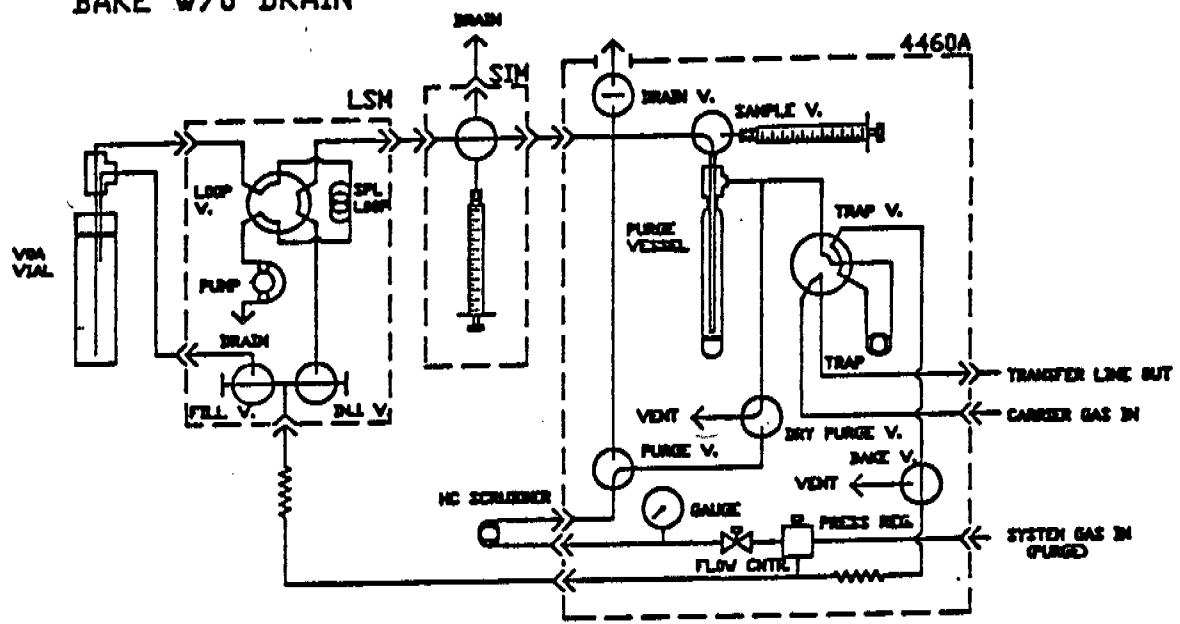 BAKE W/O DRAIN
DRAIN
4460A
SIM
LSM
DRAIN V.
SAMPLE V.
LOOP
V.
SPL
LOOP
TRAP V.
PURGE
VESSEL
VOA
VIAL
PUMP
DRAIN
TRAP
TRANSFER LINE OUT
FILL V.
INLT V.
VENT
CARRIER GAS IN
DRY PURGE V.
PURGE V.
BAKE V.
VENT
HC SCRUBBER
GAUGE
PRESS REG.
SYSTEM GAS IN
(PURGE)
FLOW CNTR.